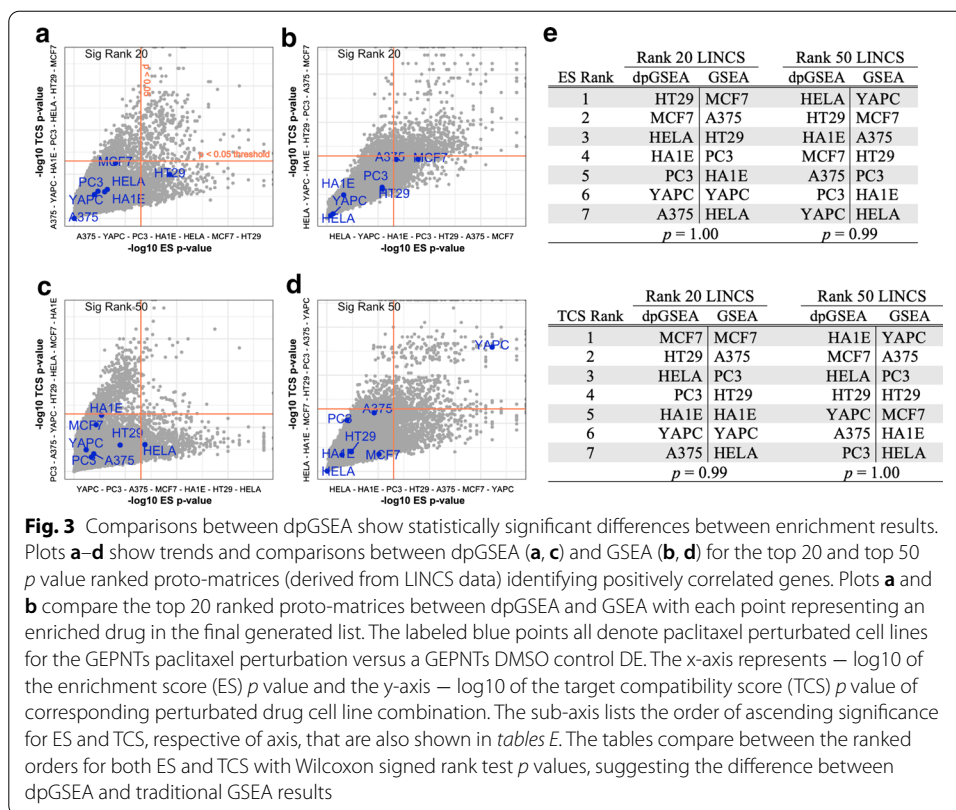 a
Sig Rank 20
p < 0.05
p < 0.05 threshold
MCF7
HT29
PC3
HELA
YAPC
HA1E
A375
-log10 TCS p-value
A375 - YAPC - HA1E - PC3 - HELA - HT29 - MCF7
A375 - YAPC - PC3 - HA1E - HELA - MCF7 - HT29
-log10 ES p-value
b
Sig Rank 20
A375
MCF7
PC3
HA1E
HT29
YAPC
HELA
-log10 TCS p-value
HELA - YAPC - HA1E - HT29 - PC3 - A375 - MCF7
HELA - YAPC - HA1E - PC3 - HT29 - A375 - MCF7
-log10 ES p-value
c
Sig Rank 50
HA1E
MCF7
HT29
YAPC
HELA
PC3
A375
-log10 TCS p-value
PC3 - A375 - YAPC - HT29 - HELA - MCF7 - HA1E
YAPC - PC3 - A375 - MCF7 - HA1E - HT29 - HELA
-log10 ES p-value
d
Sig Rank 50
YAPC
A375
PC3
HT29
HA1E
MCF7
HELA
-log10 TCS p-value
HELA - HA1E - MCF7 - HT29 - PC3 - A375 - YAPC
HELA - HA1E - PC3 - HT29 - A375 - MCF7 - YAPC
-log10 ES p-value
e
Rank 20 LINCS Rank 50 LINCS
ES Rank dpGSEA GSEA dpGSEA GSEA
1 HT29 MCF7 HELA YAPC
2 MCF7 A375 HT29 MCF7
3 HELA HT29 HA1E A375
4 HA1E PC3 MCF7 HT29
5 PC3 HA1E A375 PC3
6 YAPC YAPC PC3 HA1E
7 A375 HELA YAPC HELA
p = 1.00 p = 0.99
Rank 20 LINCS Rank 50 LINCS
TCS Rank dpGSEA GSEA dpGSEA GSEA
1 MCF7 MCF7 HA1E YAPC
2 HT29 A375 MCF7 A375
3 HELA PC3 HELA PC3
4 PC3 HT29 HT29 HT29
5 HA1E HA1E YAPC MCF7
6 YAPC YAPC A375 HA1E
7 A375 HELA PC3 HELA
p = 0.99 p = 1.00
Fig. 3 Comparisons between dpGSEA show statistically significant differences between enrichment results.
Plots a–d show trends and comparisons between dpGSEA (a, c) and GSEA (b, d) for the top 20 and top 50
p value ranked proto-matrices (derived from LINCS data) identifying positively correlated genes. Plots a and
b compare the top 20 ranked proto-matrices between dpGSEA and GSEA with each point representing an
enriched drug in the final generated list. The labeled blue points all denote paclitaxel perturbated cell lines
for the GEPNTs paclitaxel perturbation versus a GEPNTs DMSO control DE. The x-axis represents − log10 of
the enrichment score (ES) p value and the y-axis − log10 of the target compatibility score (TCS) p value of
corresponding perturbated drug cell line combination. The sub-axis lists the order of ascending significance
for ES and TCS, respective of axis, that are also shown in tables E. The tables compare between the ranked
orders for both ES and TCS with Wilcoxon signed rank test p values, suggesting the difference between
dpGSEA and traditional GSEA results